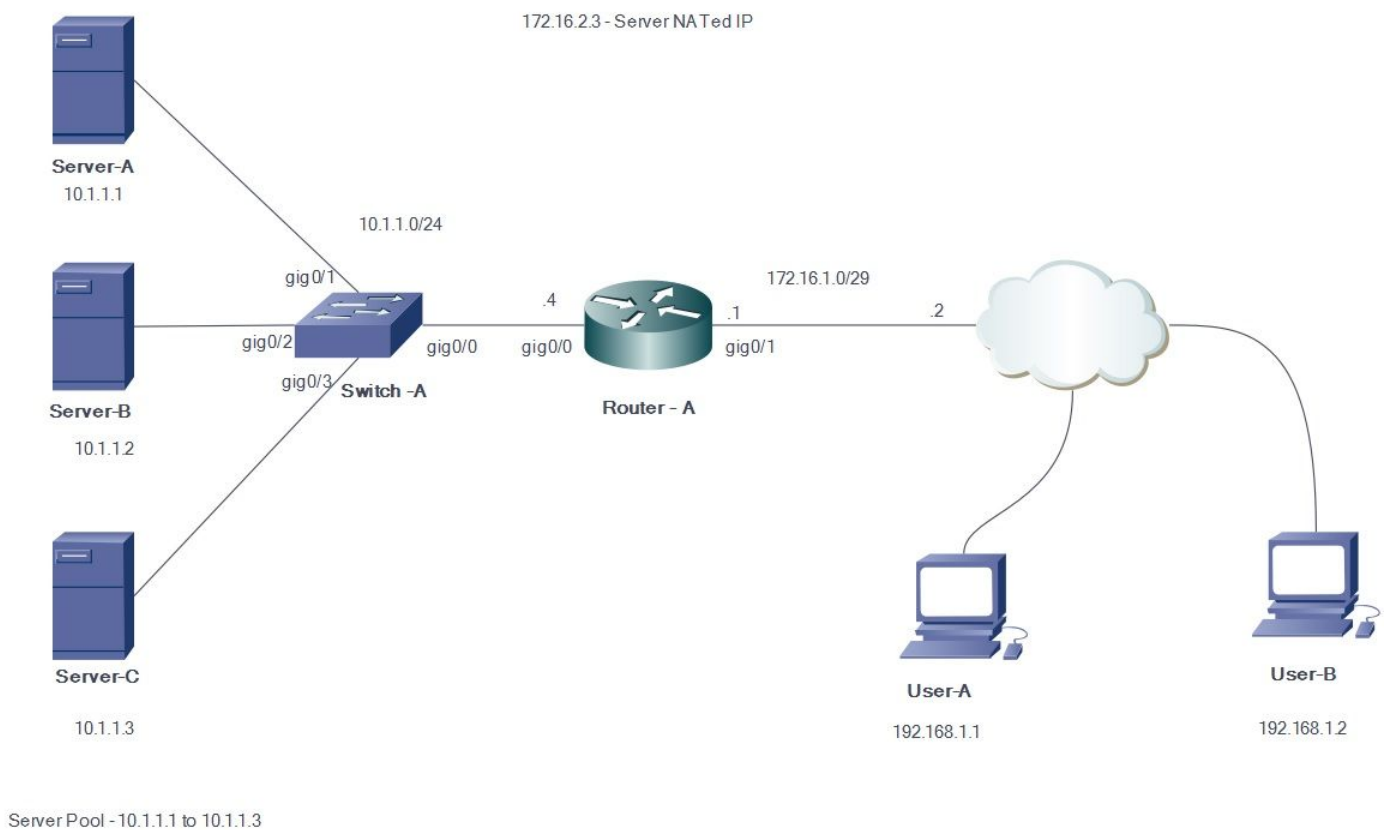 172.16.2.3 - Server NATed IP
Server-A
10.1.1.1
10.1.1.0/24
gig0/1
172.16.1.0/29
.4
.1
.2
gig0/2
gig0/0
gig0/0
gig0/1
gig0/3
Switch -A
Server-B
Router - A
10.1.1.2
Server-C
User-A
User-B
10.1.1.3
192.168.1.1
192.168.1.2
Server Pool - 10.1.1.1 to 10.1.1.3